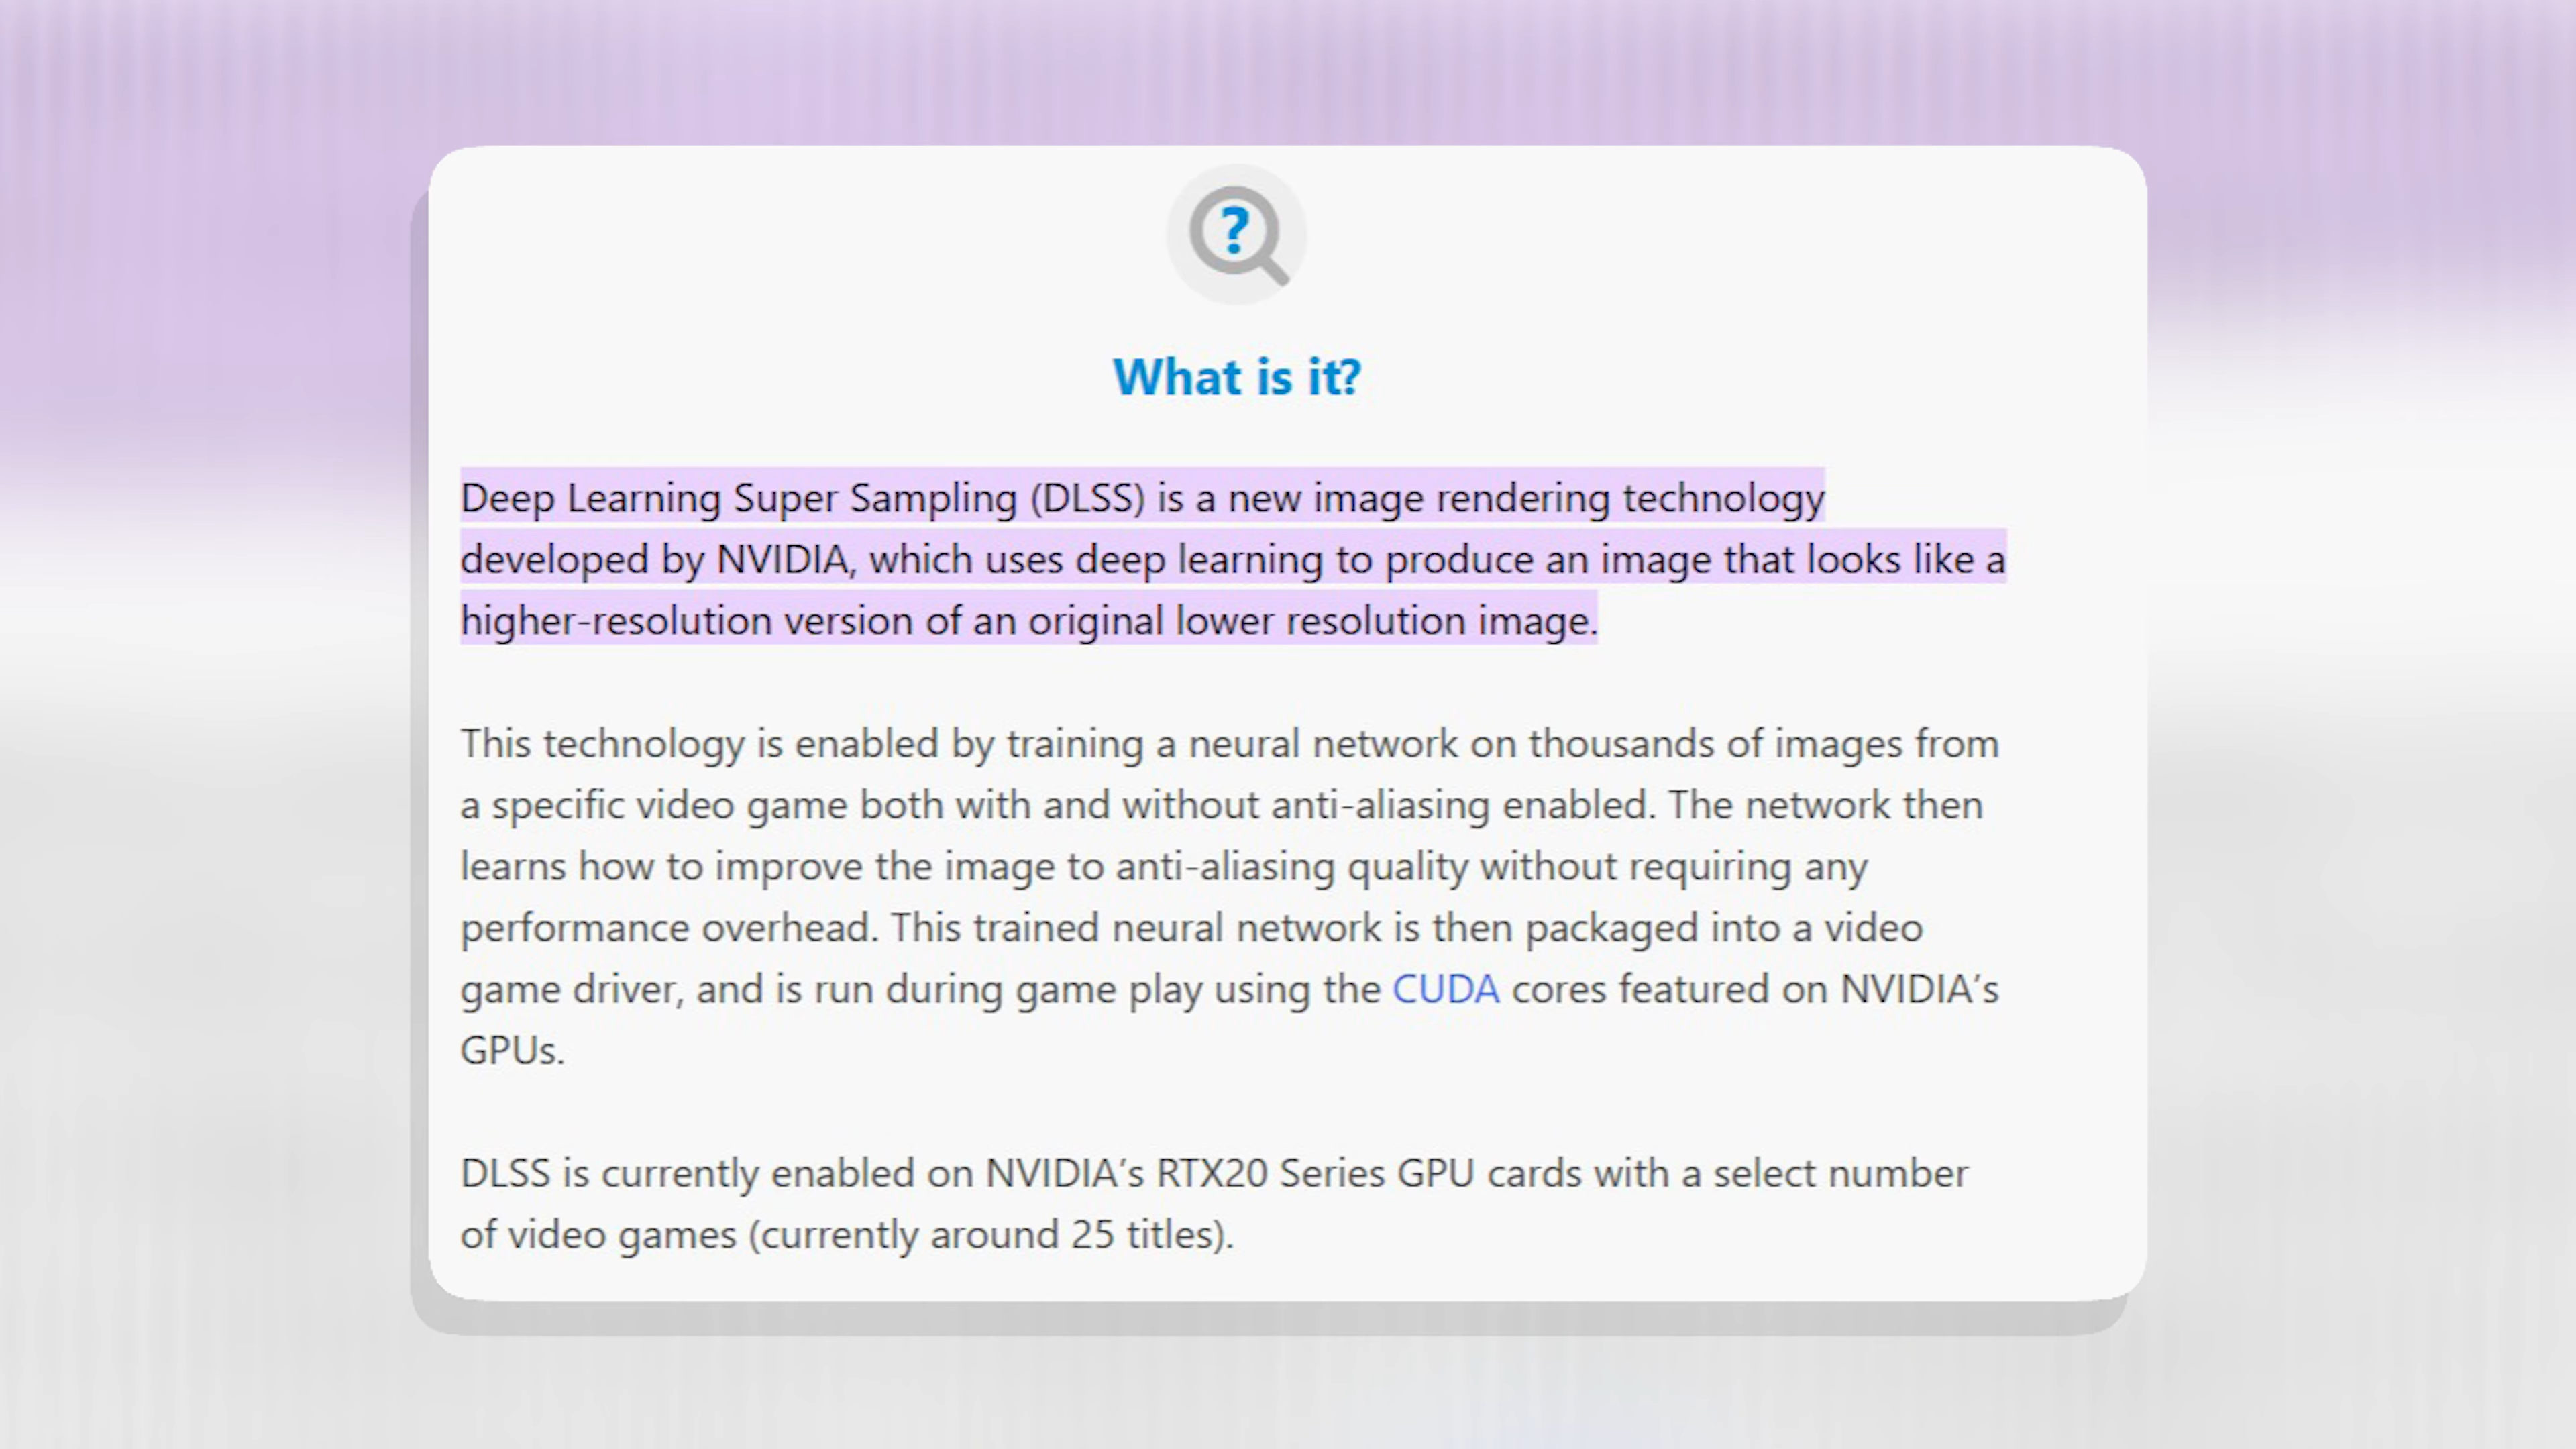 ?
What is it?
Deep Learning Super Sampling (DLSS) is a new image rendering technology
developed by NVIDIA, which uses deep learning to produce an image that looks like a
higher-resolution version of an original lower resolution image.
This technology is enabled by training a neural network on thousands of images from
a specific video game both with and without anti-aliasing enabled. The network then
learns how to improve the image to anti-aliasing quality without requiring any
performance overhead. This trained neural network is then packaged into a video
game driver, and is run during game play using the CUDA cores featured on NVIDIA’s
GPUs.
DLSS is currently enabled on NVIDIA’s RTX20 Series GPU cards with a select number
of video games (currently around 25 titles).